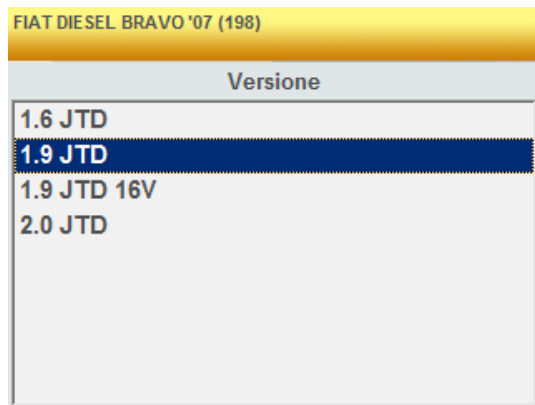 FIAT DIESEL BRAVO '07 (198)
Versione
1.6 JTD
1.9 JTD
1.9 JTD 16V
2.0 JTD